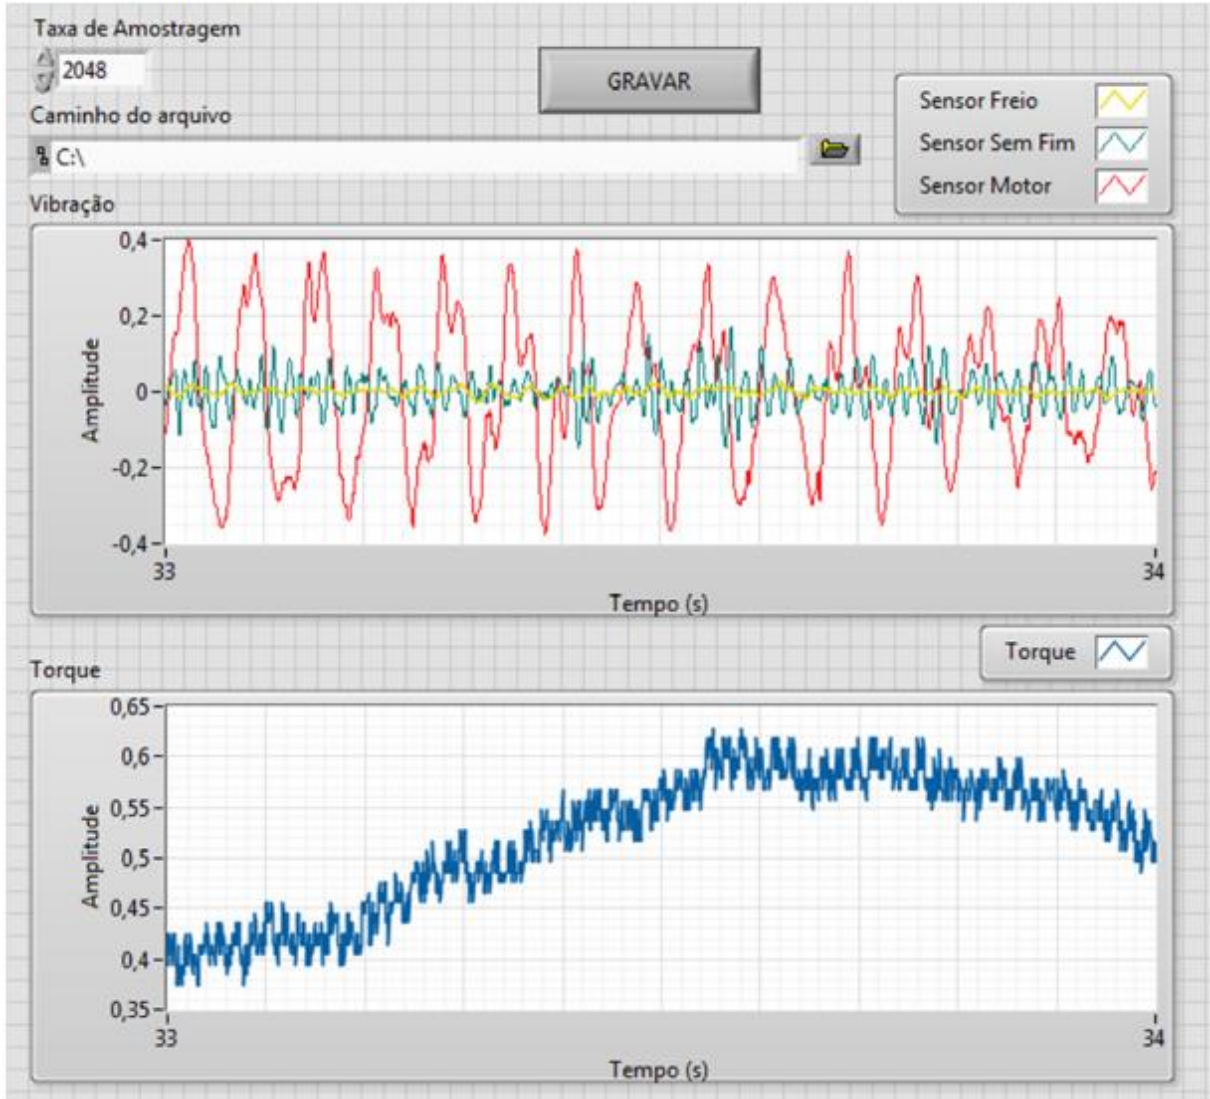 Taxa de Amostragem
2048
GRAVAR
Caminho do arquivo
C:\
Sensor Freio
Sensor Sem Fim
Sensor Motor
Vibração
0,4
0,2
0
-0,2
-0,4
Amplitude
33
34
Tempo (s)
Torque
Torque
0,65
0,6
0,55
0,5
0,45
0,4
0,35
Amplitude
33
34
Tempo (s)